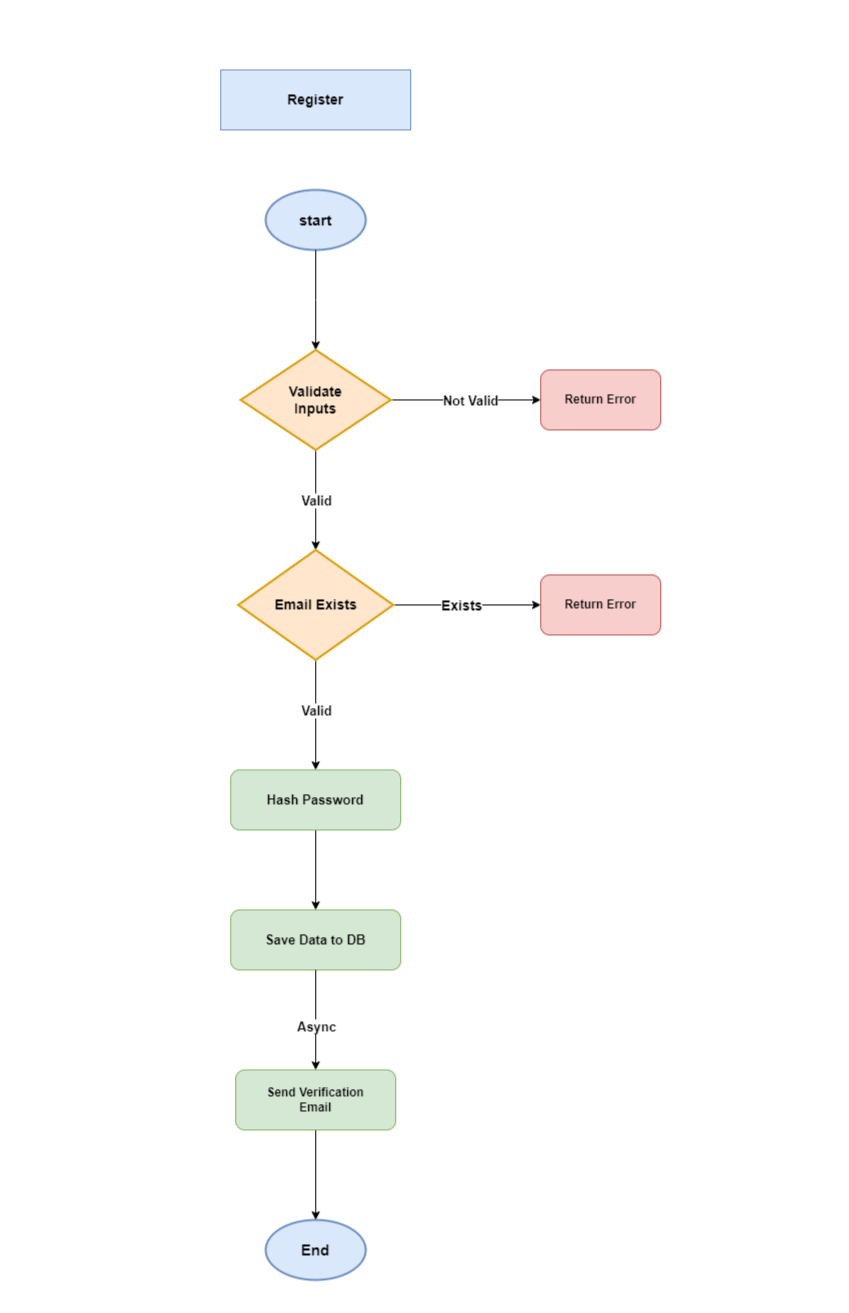 Register
start
Validate
Inputs
Not Valid
Return Error
Valid
Email Exists
Exists
Return Error
Valid
Hash Password
Save Data to DB
Async
Send Verification
Email
End